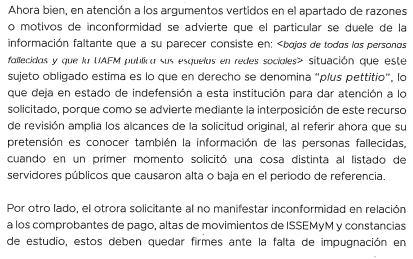 Ahora bien, en atención a los argumentos vertidos en el apartado de razones
o motivos de inconformidad se advierte que el particular se duele de la
información faltante que a su parecer consiste en: <bajas de todas las personas
fallecidas y que la UAEM publica sus esquelas en redes sociales> situación que este
sujeto obligado estima es lo que en derecho se denomina "plus pettitio", lo
que deja en estado de indefensión a esta institución para dar atención a lo
solicitado, porque como se advierte mediante la interposición de este recurso
de revisión amplia los alcances de la solicitud original, al referir ahora que su
pretensión es conocer también la información de las personas fallecidas,
cuando en un primer momento solicitó una cosa distinta al listado de
servidores públicos que causaron alta o baja en el periodo de referencia.
Por otro lado, el otrora solicitante al no manifestar inconformidad en relación
a los comprobantes de pago, altas de movimientos de ISSEMyM y constancias
de estudio, estos deben quedar firmes ante la falta de impugnación en